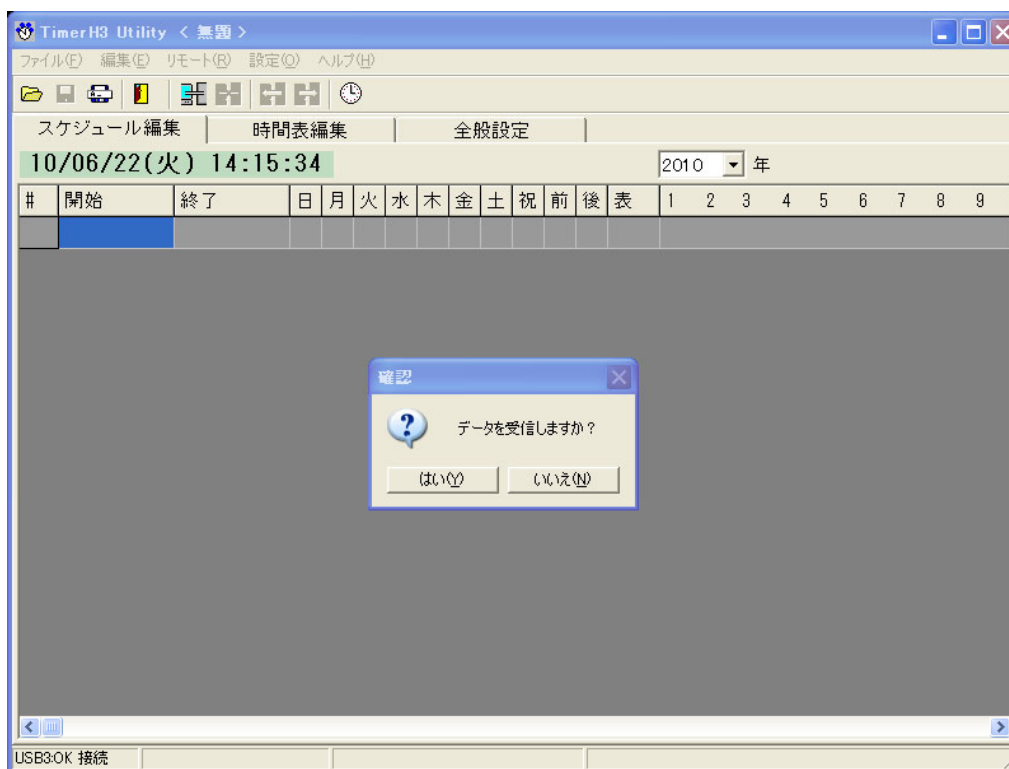 TimerH3 Utility < 無題 >
ファイル(F) 編集(E) リモート(R) 設定(O) ヘルプ(H)
スケジュール編集 時間表編集 全般設定
10/06/22(火) 14:15:34 2010 年
# 開始 終了 日 月 火 水 木 金 土 祝 前 後 表 1 2 3 4 5 6 7 8 9
確認
データを受信しますか?
はい(Y) いいえ(N)
USB3:OK 接続